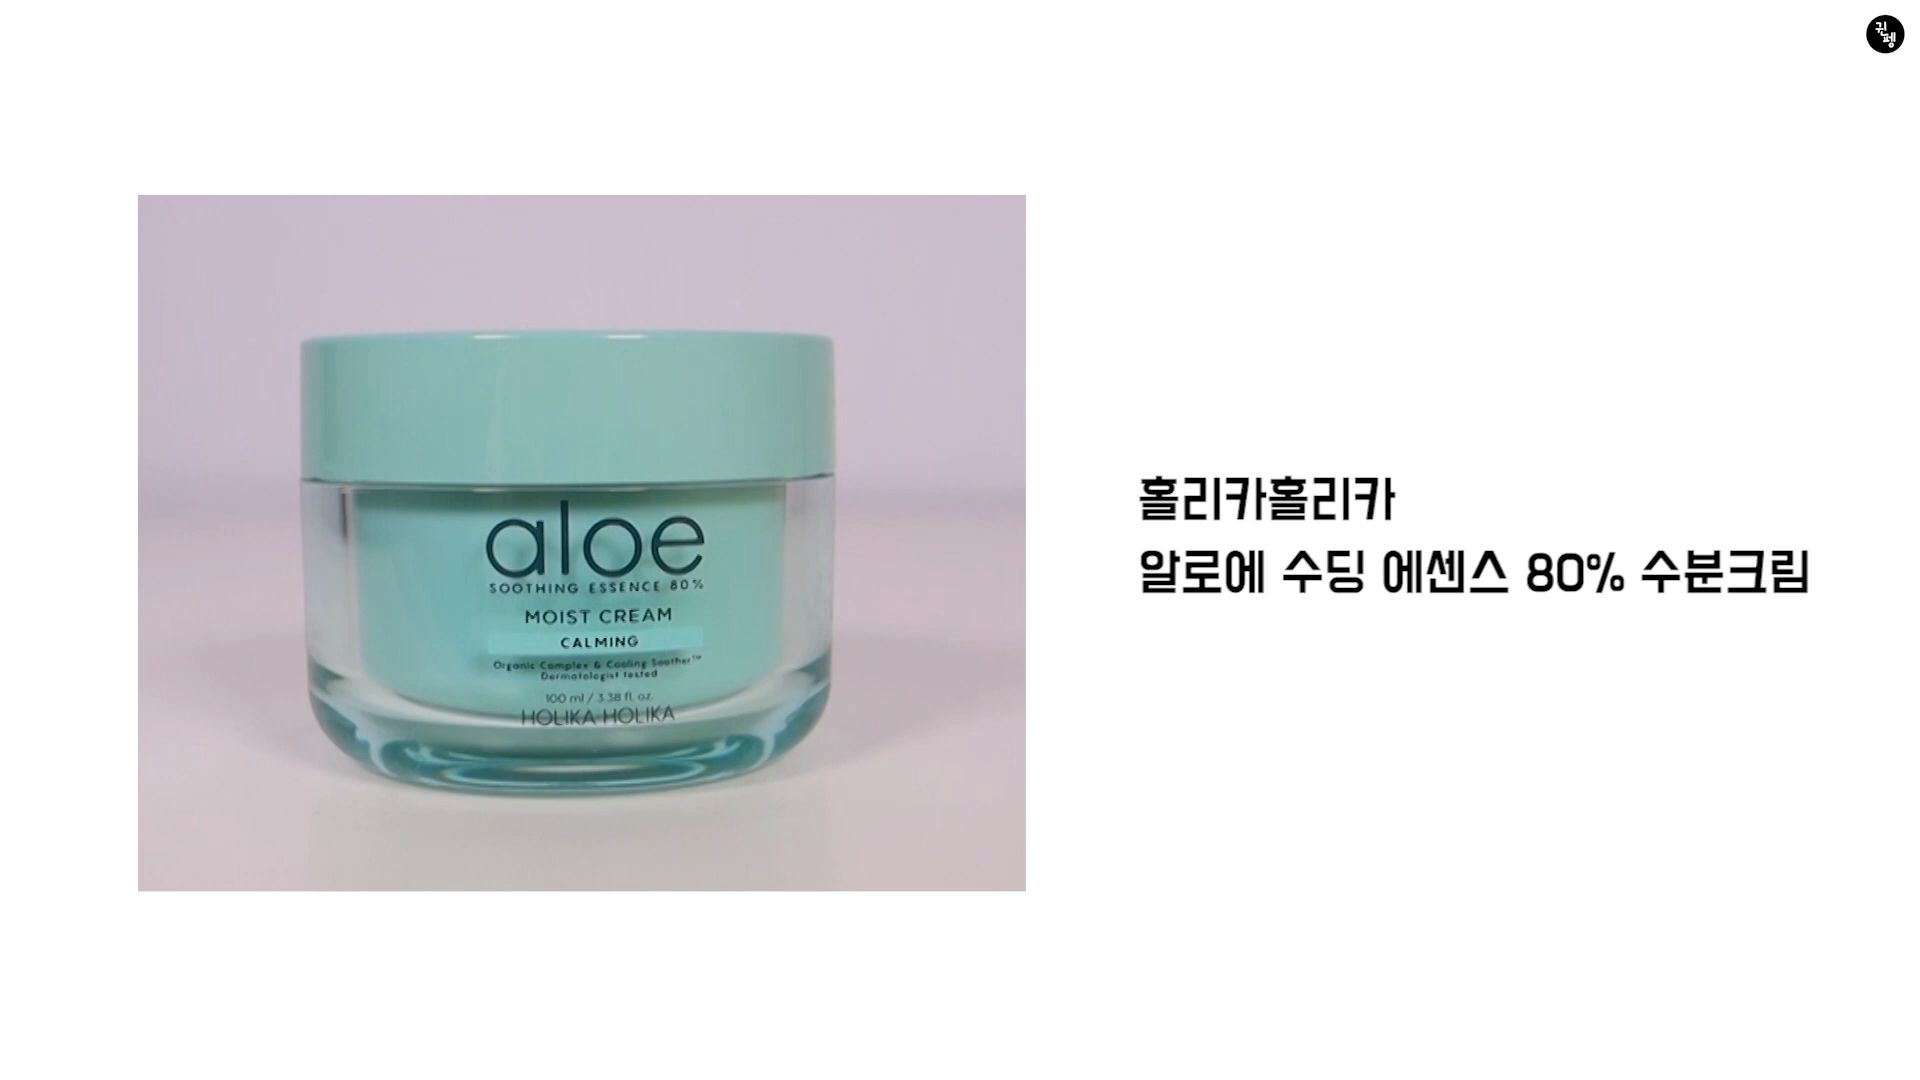 귄
펭
aloe
SOOTHING ESSENCE 80%
MOIST CREAM
CALMING
Organic Complex & Cooling Soother™
Dermatologist tested
100 ml / 3.38 fl. oz.
HOLIKA HOLIKA
홀리카홀리카
알로에 수딩 에센스 80% 수분크림